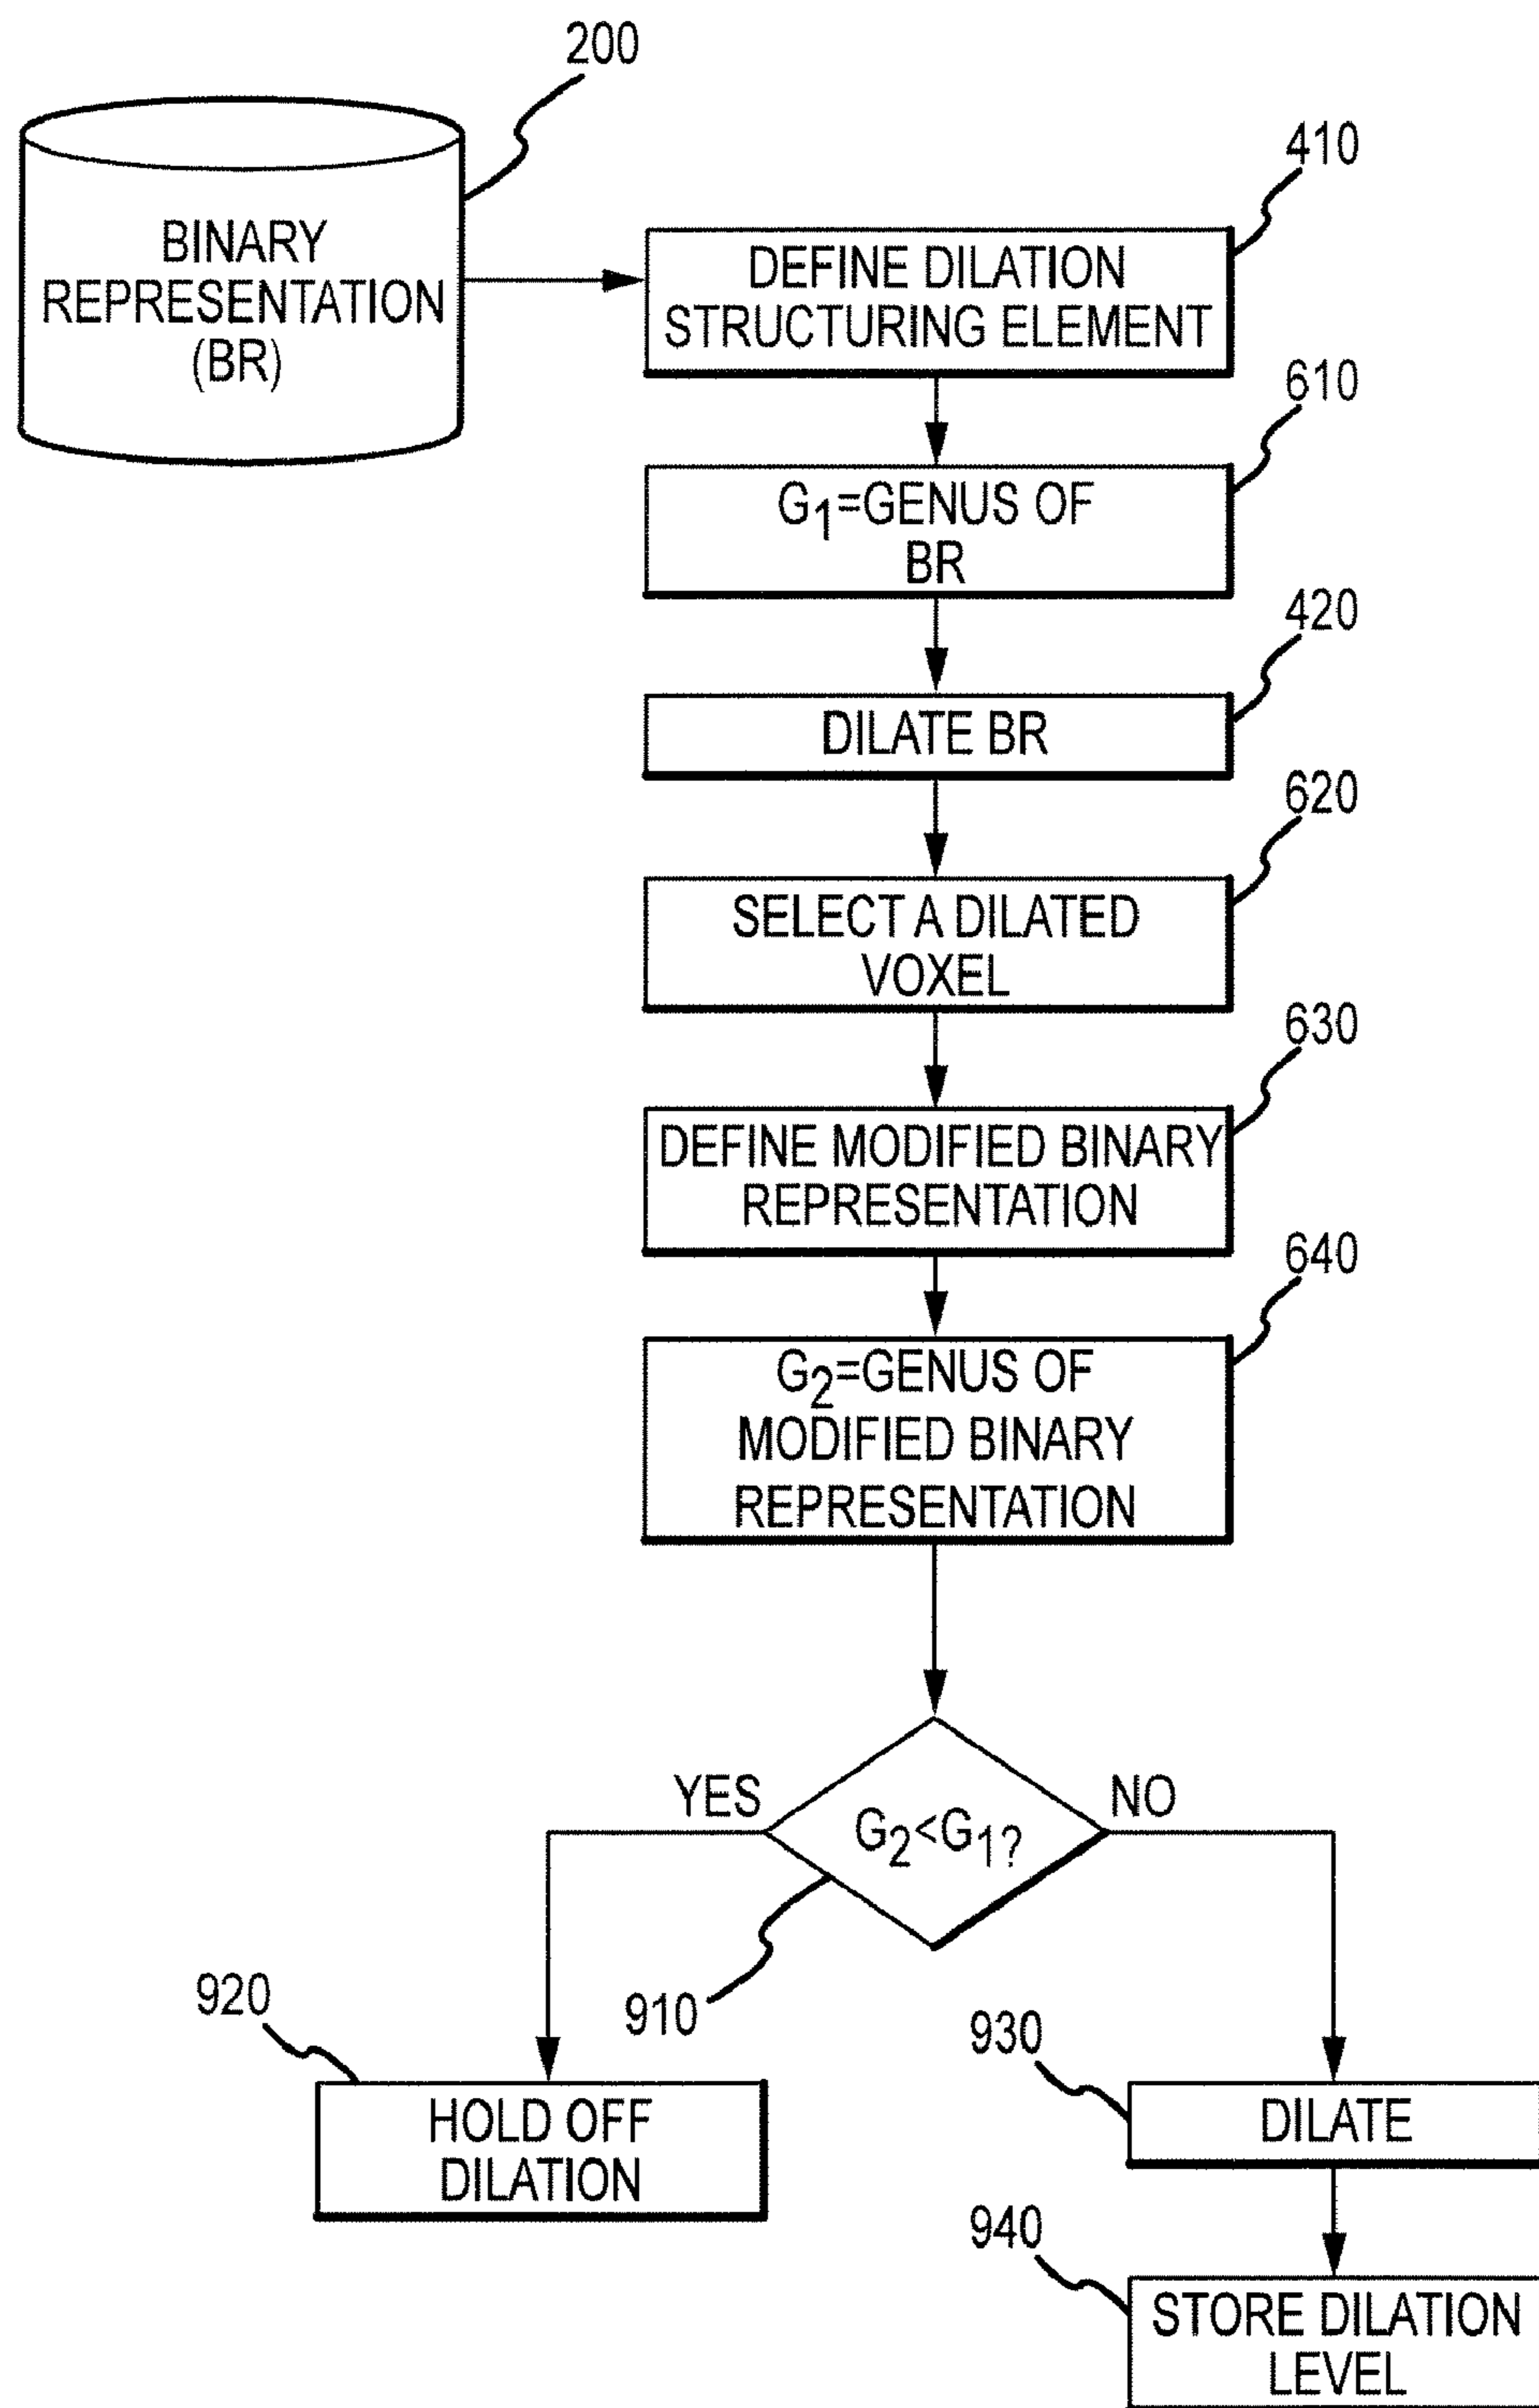 200
BINARY
REPRESENTATION
(BR)
410
DEFINE DILATION
STRUCTURING ELEMENT
610
G1=GENUS OF
BR
420
DILATE BR
620
SELECT A DILATED
VOXEL
630
DEFINE MODIFIED BINARY
REPRESENTATION
640
G2=GENUS OF
MODIFIED BINARY
REPRESENTATION
YES
NO
G2<G1?
910
920
HOLD OFF
DILATION
930
DILATE
940
STORE DILATION
LEVEL